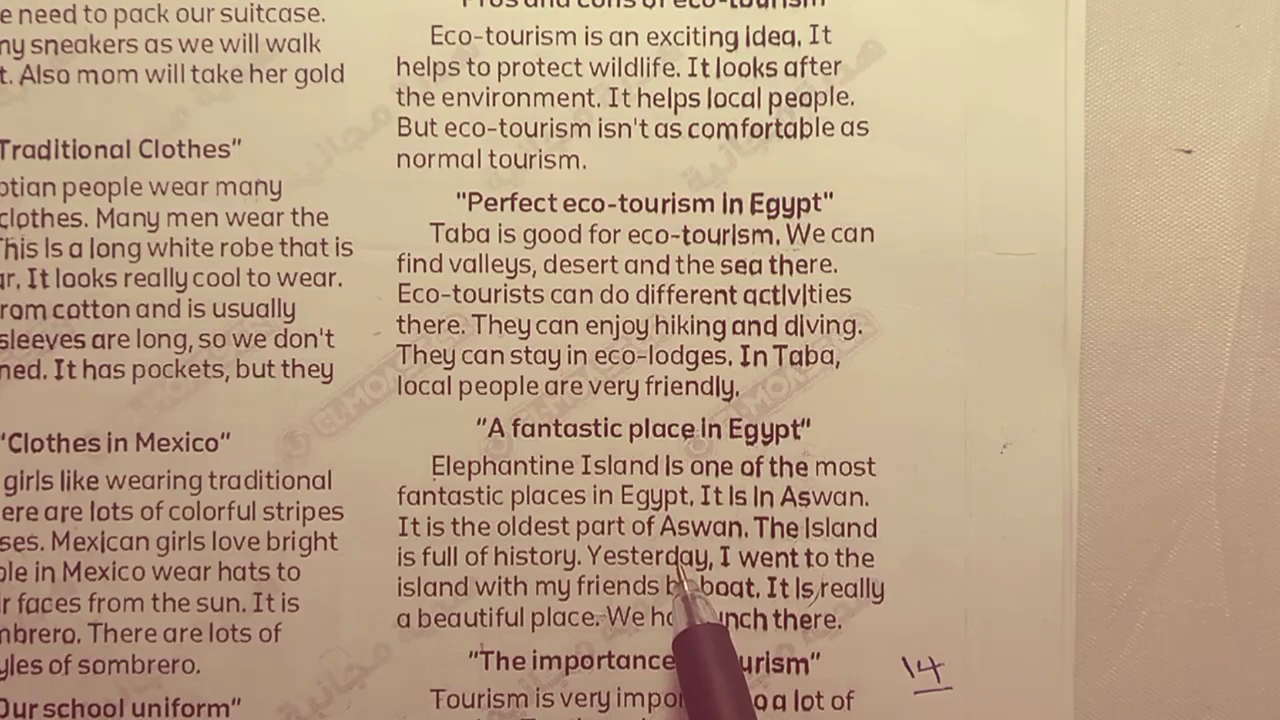 e need to pack our suitcase.
ny sneakers as we will walk
t. Also mom will take her gold
Traditional Clothes"
ptian people wear many
clothes. Many men wear the
This is a long white robe that is
ar. It looks really cool to wear.
rom cotton and is usually
sleeves are long, so we don't
ned. It has pockets, but they
"Clothes in Mexico"
girls like wearing traditional
ere are lots of colorful stripes
ses. Mexican girls love bright
ple in Mexico wear hats to
ir faces from the sun. It is
mbrero. There are lots of
yles of sombrero.
Our school uniform"
Pros and cons of eco-tourism
Eco-tourism is an exciting idea. It
helps to protect wildlife. It looks after
the environment. It helps local people.
But eco-tourism isn't as comfortable as
normal tourism.
"Perfect eco-tourism in Egypt"
Taba is good for eco-tourism. We can
find valleys, desert and the sea there.
Eco-tourists can do different activities
there. They can enjoy hiking and diving.
They can stay in eco-lodges. In Taba,
local people are very friendly.
"A fantastic place in Egypt"
Elephantine Island is one of the most
fantastic places in Egypt. It is in Aswan.
It is the oldest part of Aswan. The Island
is full of history. Yesterday, I went to the
island with my friends by boat. It is really
a beautiful place. We ha unch there.
"The importance urism"
Tourism is very impor o a lot of
14